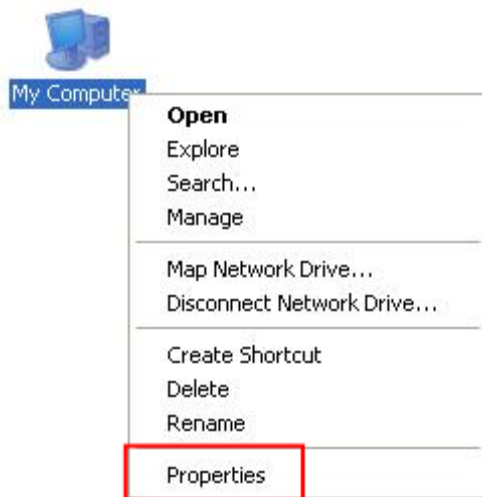 My Computer
Open
Explore
Search...
Manage
Map Network Drive...
Disconnect Network Drive...
Create Shortcut
Delete
Rename
Properties